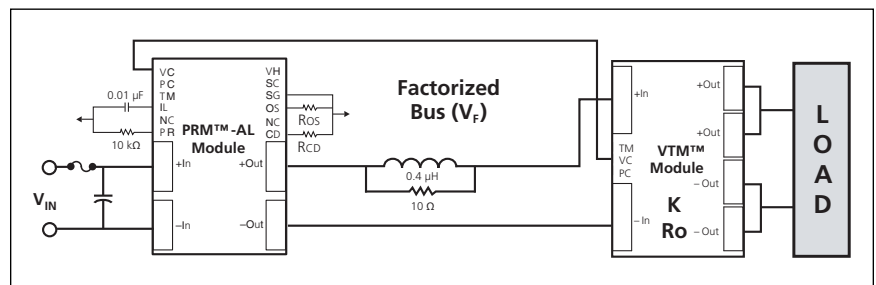 VC
PC
TM
IL
NC
PR
0.01 µF
10 kΩ
PRM™-AL
Module
VH
SC
SG
OS
NC
CD
ROS
RCD
+In
−In
+Out
−Out
VIN
Factorized
Bus (VF)
0.4 µH
10 Ω
+In
−In
TM
VC
PC
VTM™
Module
K
Ro
+Out
+Out
−Out
−Out
L
O
A
D